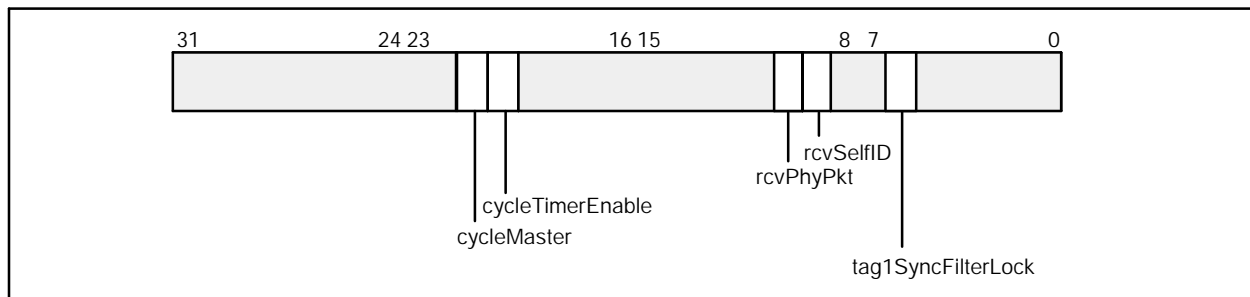 31 24 23 16 15 8 7 0
rcvSelfID
rcvPhyPkt
cycleTimerEnable
cycleMaster
tag1SyncFilterLock